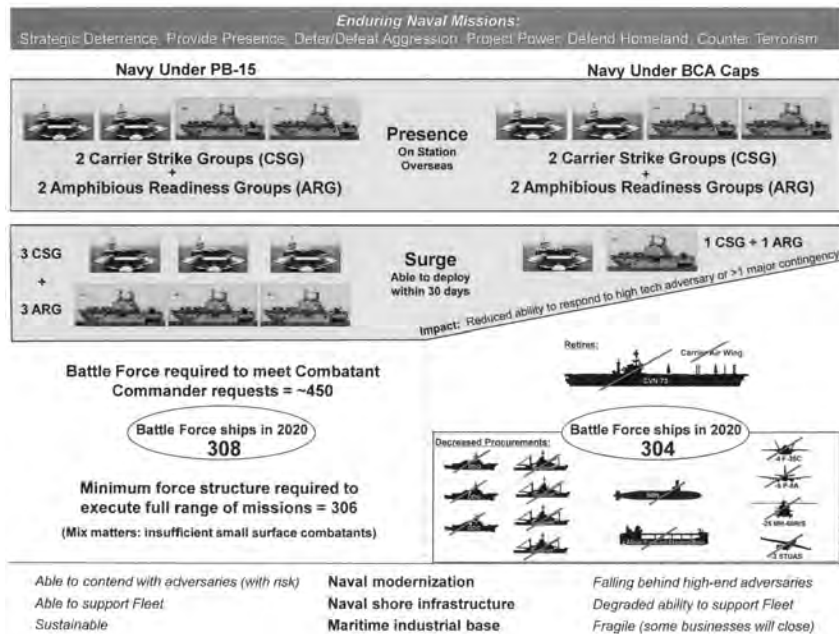 Enduring Naval Missions:
Strategic Deterrence, Provide Presence, Deter/Defeat Aggression, Project Power, Defend Homeland, Counter Terrorism
Navy Under PB-15
Navy Under BCA Caps
2 Carrier Strike Groups (CSG)
+
2 Amphibious Readiness Groups (ARG)
Presence
On Station
Overseas
2 Carrier Strike Groups (CSG)
+
2 Amphibious Readiness Groups (ARG)
3 CSG
+
3 ARG
Surge
Able to deploy
within 30 days
1 CSG + 1 ARG
Impact: Reduced ability to respond to high tech adversary or >1 major contingency
Battle Force required to meet Combatant
Commander requests = ~450
Battle Force ships in 2020
308
Minimum force structure required to
execute full range of missions = 306
(Mix matters: insufficient small surface combatants)
Retires:
Carrier Air Wing
CVN 73
Battle Force ships in 2020
304
Decreased Procurements:
SSN
-4 F-35C
-3 STUAS
Able to contend with adversaries (with risk)
Naval modernization
Falling behind high-end adversaries
Able to support Fleet
Naval shore infrastructure
Degraded ability to support Fleet
Sustainable
Maritime industrial base
Fragile (some businesses will close)